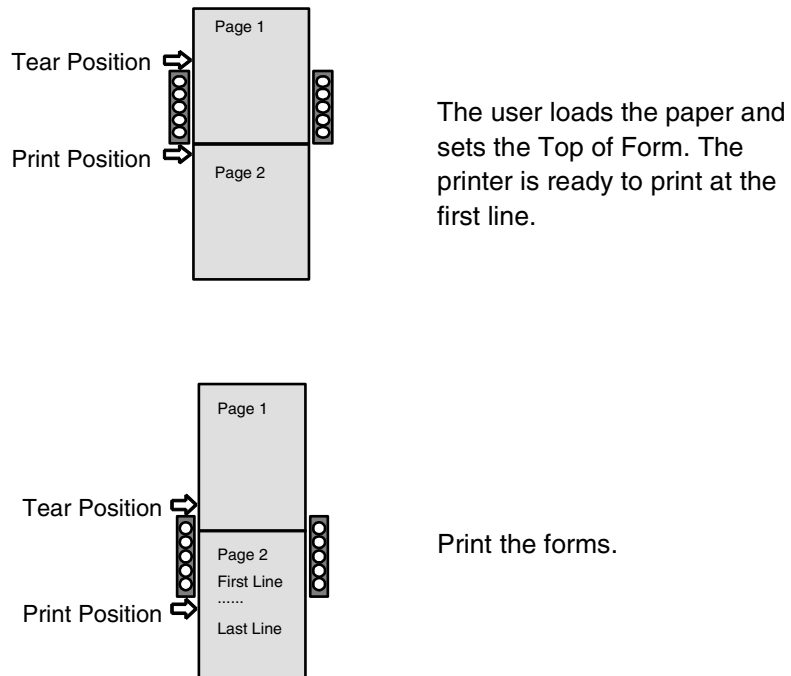 Page 1
Tear Position
Print Position
Page 2
The user loads the paper and
sets the Top of Form. The
printer is ready to print at the
first line.
Page 1
Tear Position
Page 2
First Line
......
Print Position
Last Line
Print the forms.